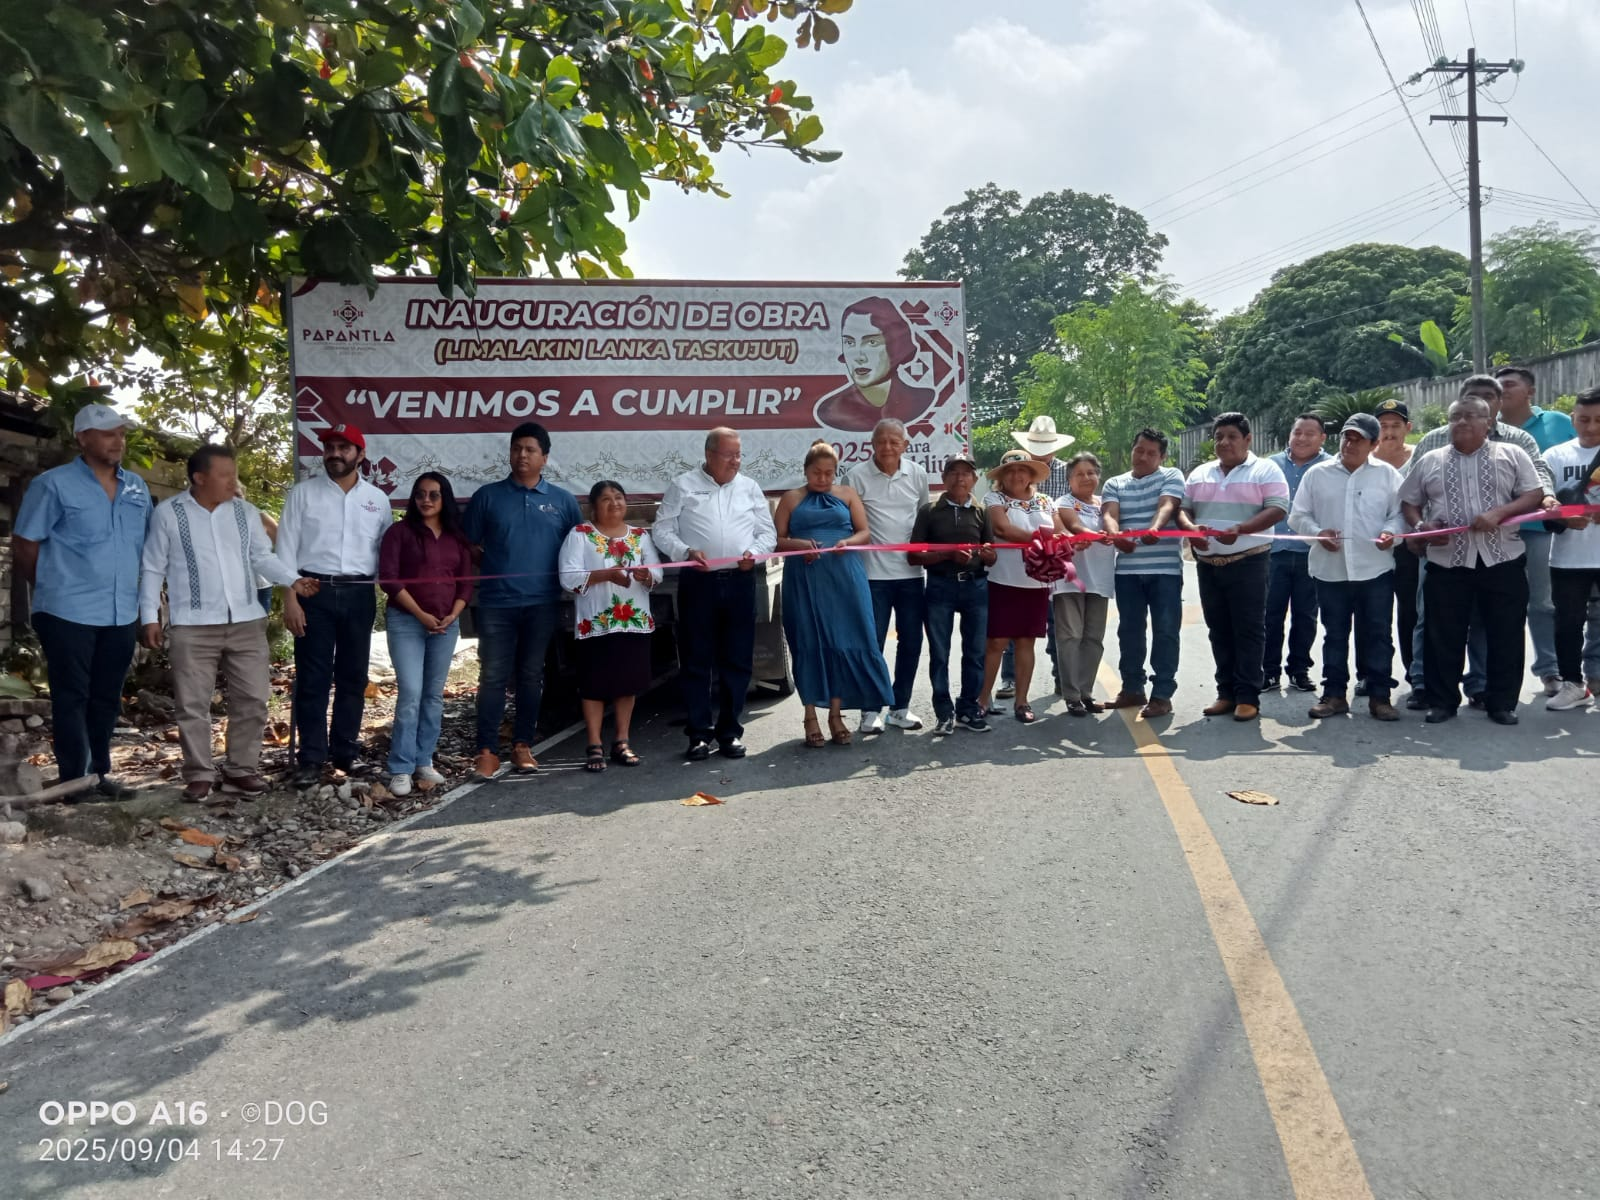 PAPANTLA
INAUGURACIÓN DE OBRA
(LIMALAKIN LANKA TASKUJUT)
"VENIMOS A CUMPLIR"
2025
OPPO A16 · ©DOG
2025/09/04 14:27